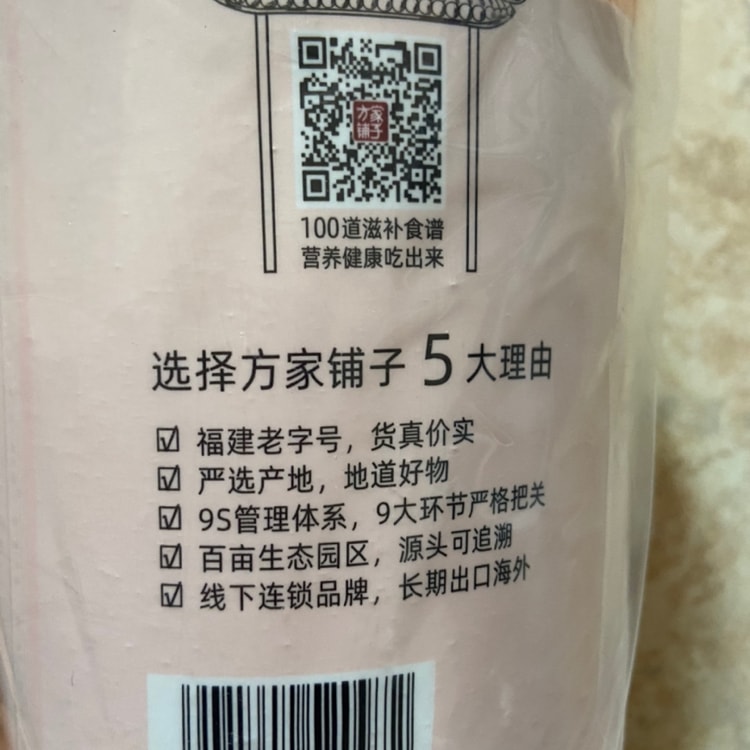 方家
铺子
100道滋补食谱
营养健康吃出来
选择方家铺子 5 大理由
☑ 福建老字号，货真价实
☑ 严选产地，地道好物
☑ 9S管理体系，9大环节严格把关
☑ 百亩生态园区，源头可追溯
☑ 线下连锁品牌，长期出口海外